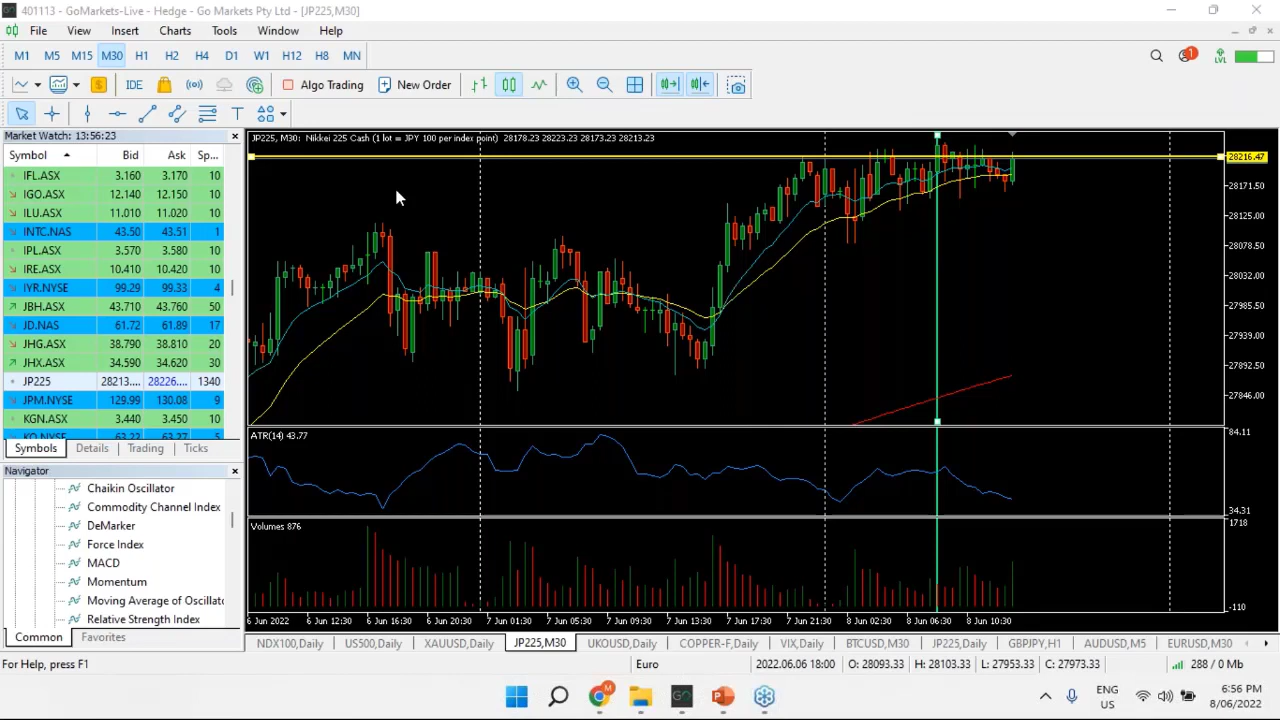 401113 - GoMarkets-Live - Hedge - Go Markets Pty Ltd - [JP225,M30]
File View Insert Charts Tools Window Help
M1 M5 M15 M30 H1 H2 H4 D1 W1 H12 H8 MN
1 LVL
IDE Algo Trading New Order
Market Watch: 13:56:23
Symbol Bid Ask Sp...
IFL.ASX 3.160 3.170 10
IGO.ASX 12.140 12.150 10
ILU.ASX 11.010 11.020 10
INTC.NAS 43.50 43.51 1
IPL.ASX 3.570 3.580 10
IRE.ASX 10.410 10.420 10
IYR.NYSE 99.29 99.33 4
JBH.ASX 43.710 43.760 50
JD.NAS 61.72 61.89 17
JHG.ASX 38.790 38.810 20
JHX.ASX 34.590 34.620 30
JP225 28213.... 28226.... 1340
JPM.NYSE 129.99 130.08 9
KGN.ASX 3.440 3.450 10
Symbols Details Trading Ticks
Navigator
Chaikin Oscillator
Commodity Channel Index
DeMarker
Force Index
MACD
Momentum
Moving Average of Oscillato
Relative Strength Index
Common Favorites
JP225, M30: Nikkei 225 Cash (1 lot = JPY 100 per index point) 28178.23 28223.23 28173.23 28213.23
28216.47
28171.50
28125.00
28078.50
28032.00
27985.50
27939.00
27892.50
27846.00
ATR(14) 43.77
84.11
34.31
Volumes 876
1718
-110
6 Jun 2022 6 Jun 12:30 6 Jun 16:30 6 Jun 20:30 7 Jun 01:30 7 Jun 05:30 7 Jun 09:30 7 Jun 13:30 7 Jun 17:30 7 Jun 21:30 8 Jun 02:30 8 Jun 06:30 8 Jun 10:30
NDX100,Daily US500,Daily XAUUSD,Daily JP225,M30 UKOUSD,Daily COPPER-F,Daily VIX,Daily BTCUSD,M30 JP225,Daily GBPJPY,H1 AUDUSD,M5 EURUSD,M30
For Help, press F1 Euro 2022.06.06 18:00 O: 28093.33 H: 28103.33 L: 27953.33 C: 27973.33 288 / 0 Mb
M GO P
ENG
US
6:56 PM
8/06/2022